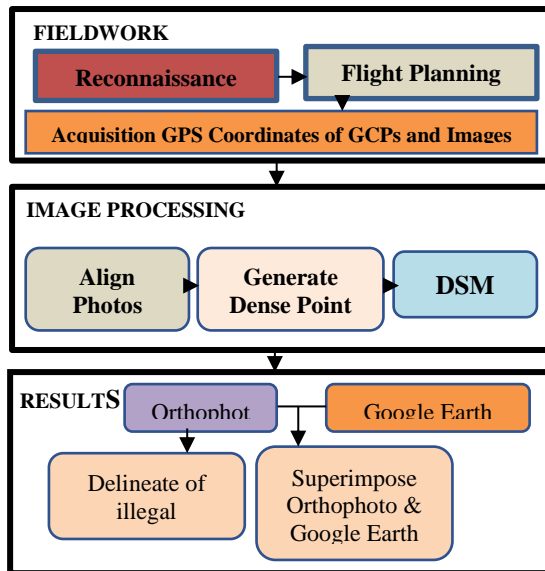 FIELDWORK
Reconnaissance
Flight Planning
Acquisition GPS Coordinates of GCPs and Images
IMAGE PROCESSING
Align
Photos
Generate
Dense Point
DSM
RESULTS
Orthophot
Google Earth
Delineate of
illegal
Superimpose
Orthophoto &
Google Earth